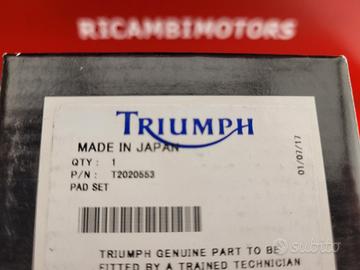 RICAMBIMOTORS
TRIUMPH
MADE IN JAPAN
QTY: 1
P/N: T2020553
PAD SET
01/07/17
TRIUMPH GENUINE PART TO BE
FITTED BY A TRAINED TECHNICIAN
subito